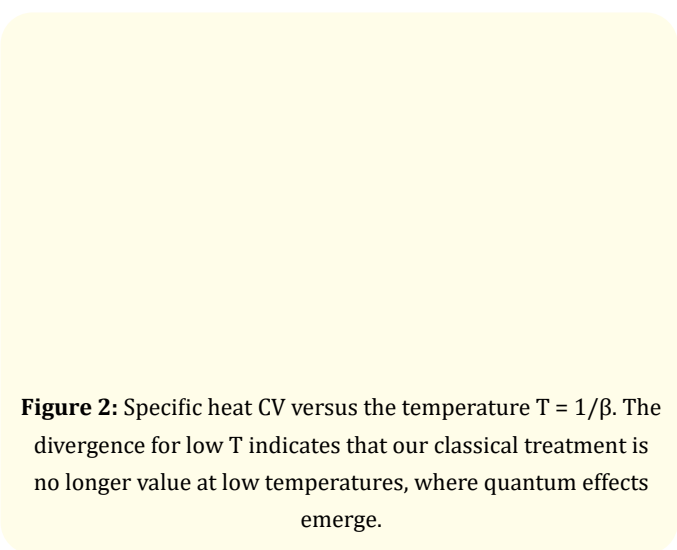 Figure 2: Specific heat CV versus the temperature T = 1/β. The
divergence for low T indicates that our classical treatment is
no longer value at low temperatures, where quantum effects
emerge.